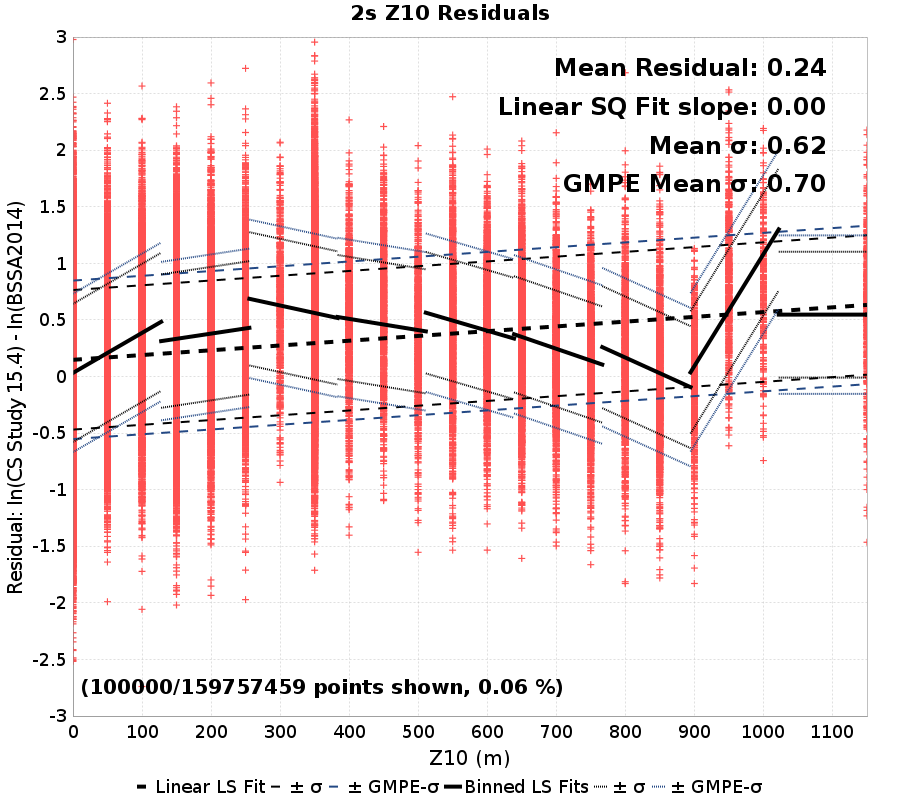 2s Z10 Residuals
Mean Residual: 0.24
Linear SQ Fit slope: 0.00
Mean σ: 0.62
GMPE Mean σ: 0.70
Residual: ln(CS Study 15.4) - ln(BSSA2014)
3
2.5
2
1.5
1
0.5
0
-0.5
-1
-1.5
-2
-2.5
-3
(100000/159757459 points shown, 0.06 %)
0 100 200 300 400 500 600 700 800 900 1000 1100
Z10 (m)
Linear LS Fit ± σ ± GMPE-σ Binned LS Fits ± σ ± GMPE-σ